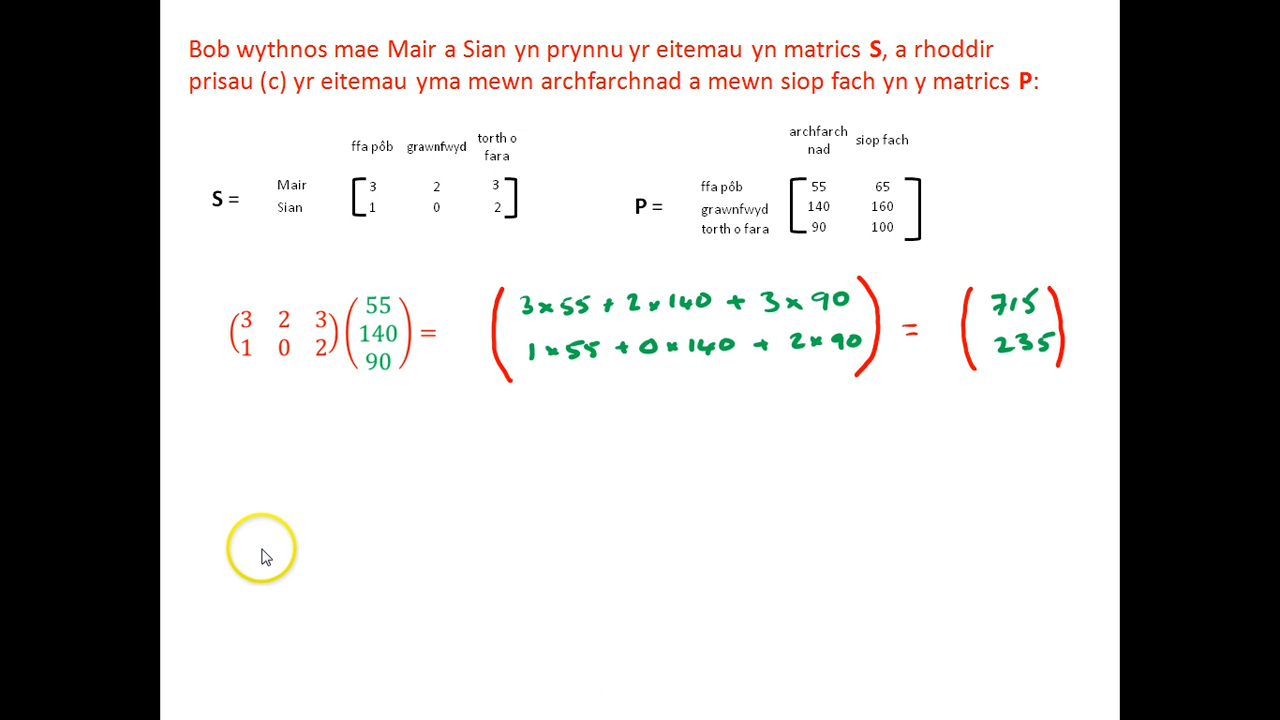 Bob wythnos mae Mair a Sian yn prynnu yr eitemau yn matrics S, a rhoddir
prisau (c) yr eitemau yma mewn archfarchnad a mewn siop fach yn y matrics P:
ffa pôb grawnfwyd torth o fara
S = Mair 3 2 3
Sian 1 0 2
archfarch nad siop fach
P = ffa pôb 55 65
grawnfwyd 140 160
torth o fara 90 100
(3 2 3
1 0 2) (55
140
90) =
(3 × 55 + 2 × 140 + 3 × 90
1 × 55 + 0 × 140 + 2 × 90) =
(715
235)